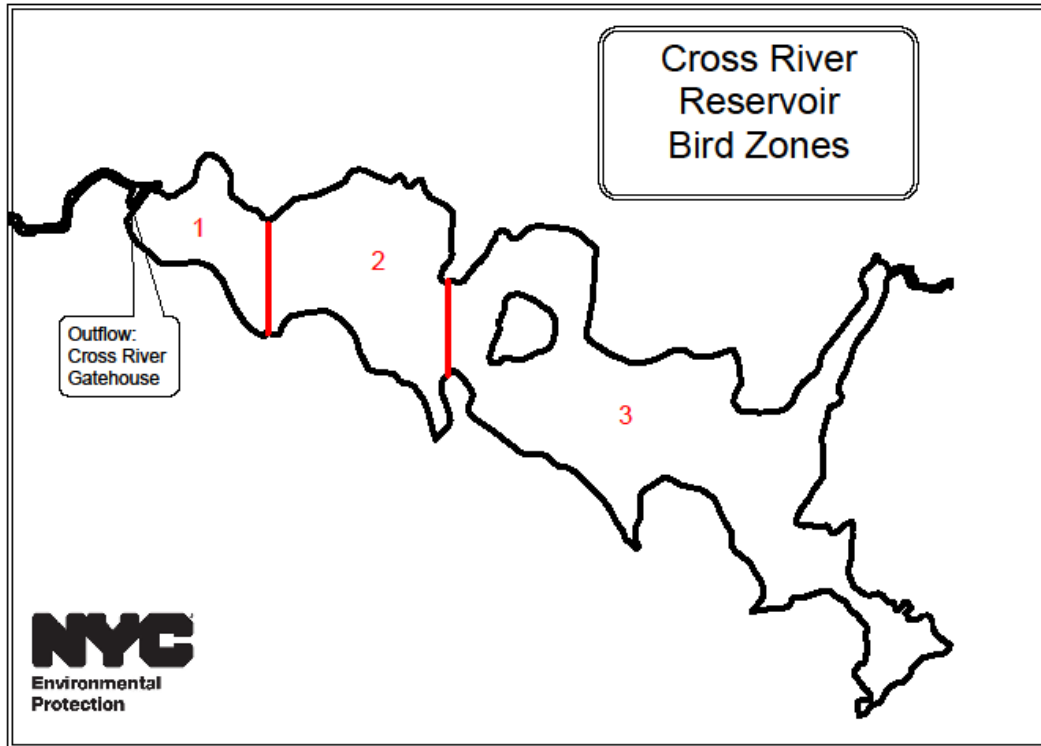 Cross River
Reservoir
Bird Zones
1
2
3
Outflow:
Cross River
Gatehouse
NYC
Environmental
Protection